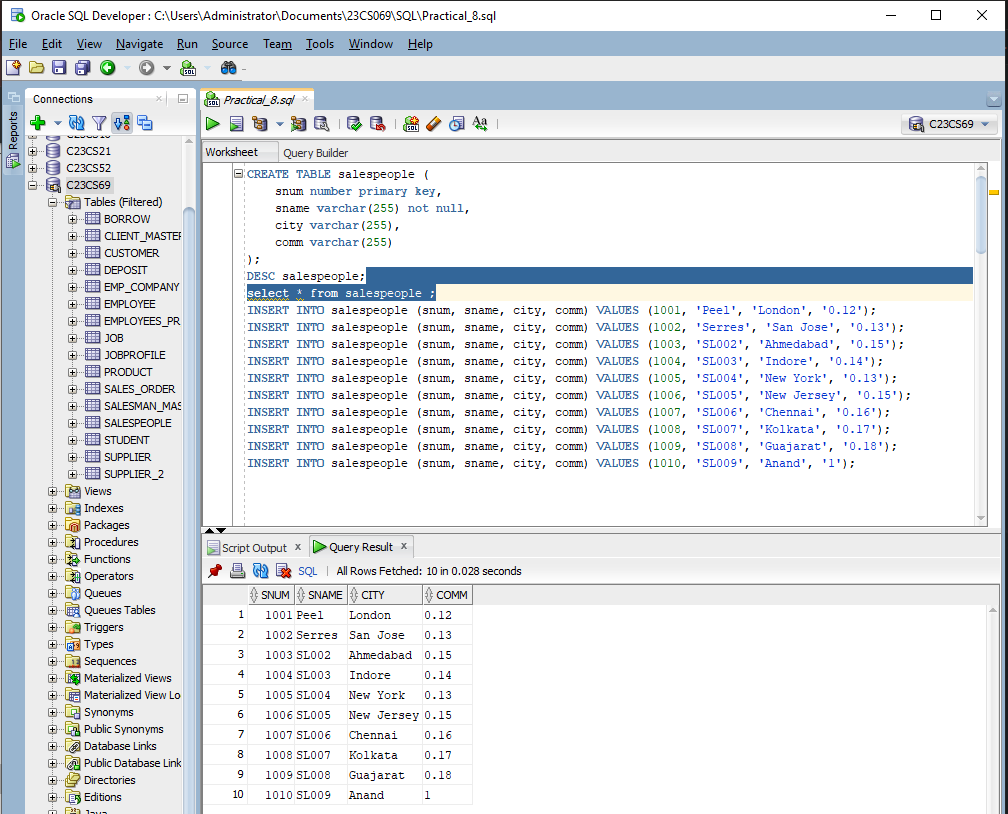 Oracle SQL Developer : C:\Users\Administrator\Documents\23CS069\SQL\Practical_8.sql
File Edit View Navigate Run Source Team Tools Window Help
Reports
Connections
C23CS21
C23CS52
C23CS69
Tables (Filtered)
BORROW
CLIENT_MASTER
CUSTOMER
DEPOSIT
EMP_COMPANY
EMPLOYEE
EMPLOYEES_PR
JOB
JOBPROFILE
PRODUCT
SALES_ORDER
SALESMAN_MAS
SALESPEOPLE
STUDENT
SUPPLIER
SUPPLIER_2
Views
Indexes
Packages
Procedures
Functions
Operators
Queues
Queues Tables
Triggers
Types
Sequences
Materialized Views
Materialized View Lo
Synonyms
Public Synonyms
Database Links
Public Database Link
Directories
Editions
Java
Practical_8.sql
C23CS69
Worksheet Query Builder
CREATE TABLE salespeople (
snum number primary key,
sname varchar(255) not null,
city varchar(255),
comm varchar(255)
);
DESC salespeople;
select * from salespeople ;
INSERT INTO salespeople (snum, sname, city, comm) VALUES (1001, 'Peel', 'London', '0.12');
INSERT INTO salespeople (snum, sname, city, comm) VALUES (1002, 'Serres', 'San Jose', '0.13');
INSERT INTO salespeople (snum, sname, city, comm) VALUES (1003, 'SL002', 'Ahmedabad', '0.15');
INSERT INTO salespeople (snum, sname, city, comm) VALUES (1004, 'SL003', 'Indore', '0.14');
INSERT INTO salespeople (snum, sname, city, comm) VALUES (1005, 'SL004', 'New York', '0.13');
INSERT INTO salespeople (snum, sname, city, comm) VALUES (1006, 'SL005', 'New Jersey', '0.15');
INSERT INTO salespeople (snum, sname, city, comm) VALUES (1007, 'SL006', 'Chennai', '0.16');
INSERT INTO salespeople (snum, sname, city, comm) VALUES (1008, 'SL007', 'Kolkata', '0.17');
INSERT INTO salespeople (snum, sname, city, comm) VALUES (1009, 'SL008', 'Guajarat', '0.18');
INSERT INTO salespeople (snum, sname, city, comm) VALUES (1010, 'SL009', 'Anand', '1');
Script Output x Query Result x
SQL | All Rows Fetched: 10 in 0.028 seconds
SNUM SNAME CITY COMM
1 1001 Peel London 0.12
2 1002 Serres San Jose 0.13
3 1003 SL002 Ahmedabad 0.15
4 1004 SL003 Indore 0.14
5 1005 SL004 New York 0.13
6 1006 SL005 New Jersey 0.15
7 1007 SL006 Chennai 0.16
8 1008 SL007 Kolkata 0.17
9 1009 SL008 Guajarat 0.18
10 1010 SL009 Anand 1